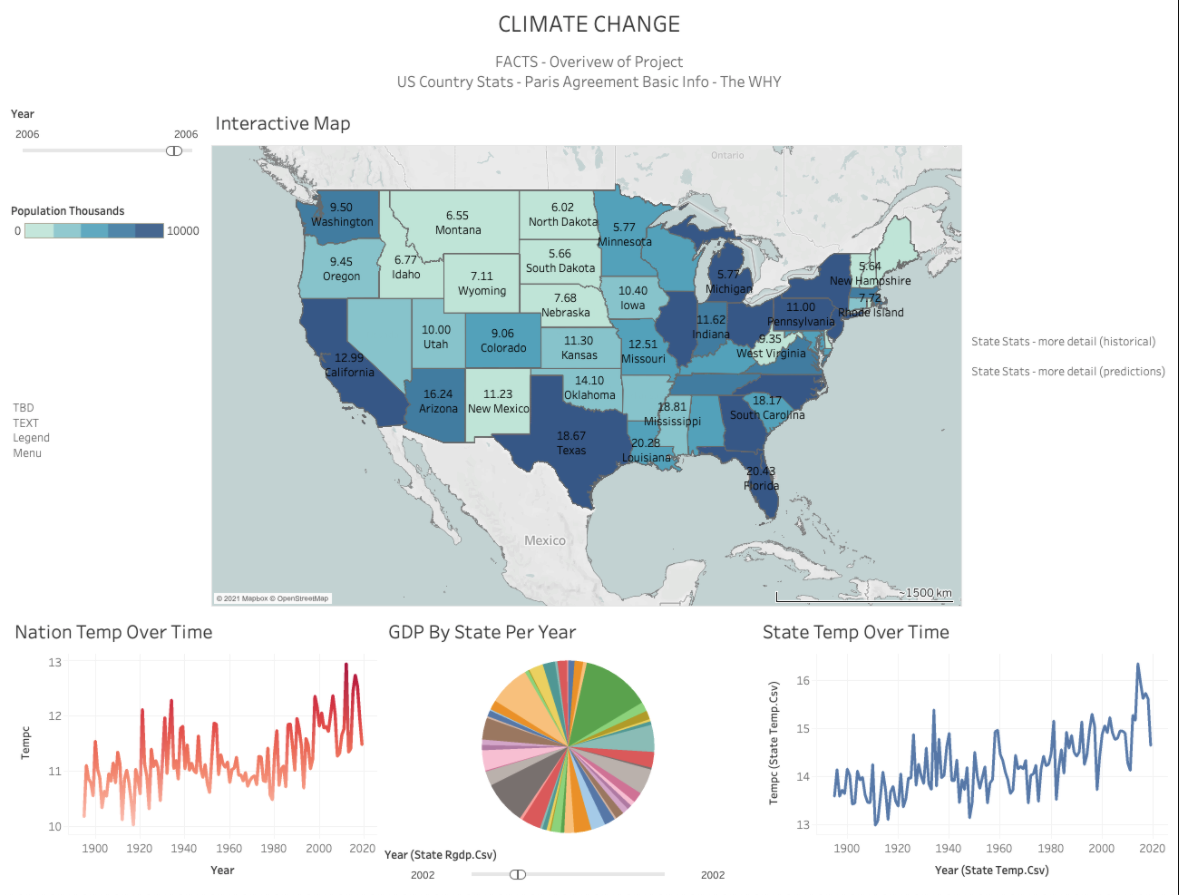 CLIMATE CHANGE
FACTS - Overivew of Project
US Country Stats - Paris Agreement Basic Info - The WHY
Year
2006 2006
Population Thousands
0 10000
TBD
TEXT
Legend
Menu
Interactive Map
Ontario
9.50
Washington
6.55
Montana
6.02
North Dakota
5.77
Minnesota
9.45
Oregon
6.77
Idaho
5.66
South Dakota
7.11
Wyoming
5.77
Michigan
5.64
New Hampshire
7.68
Nebraska
10.40
Iowa
7.72
Rhode Island
11.00
Pennsylvania
10.00
Utah
9.06
Colorado
11.30
Kansas
12.51
Missouri
11.62
Indiana
9.35
West Virginia
12.99
California
16.24
Arizona
11.23
New Mexico
14.10
Oklahoma
18.81
Mississippi
18.17
South Carolina
18.67
Texas
20.28
Louisiana
20.43
Florida
Mexico
© 2021 Mapbox © OpenStreetMap
~1500 km
State Stats - more detail (historical)
State Stats - more detail (predictions)
Nation Temp Over Time
Tempc
13
12
11
10
1900 1920 1940 1960 1980 2000 2020
Year
GDP By State Per Year
Year (State Rgdp.Csv)
2002 2002
State Temp Over Time
Tempc (State Temp.Csv)
16
15
14
13
1900 1920 1940 1960 1980 2000 2020
Year (State Temp.Csv)